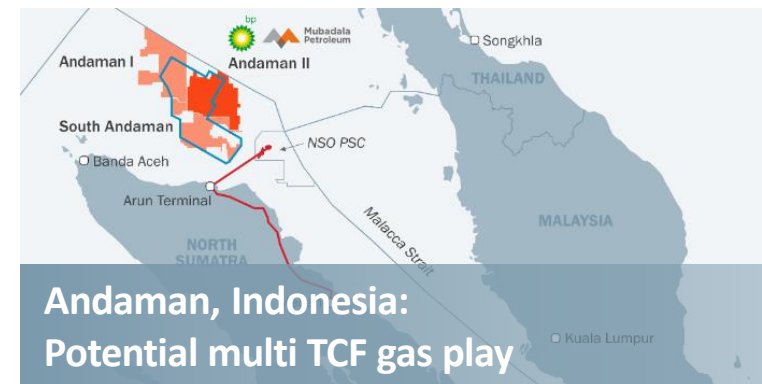 bp
Mubadala
Petroleum
Andaman I
Andaman II
Songkhla
THAILAND
South Andaman
NSO PSC
Banda Aceh
Arun Terminal
Malacca Strait
MALAYSIA
NORTH
SUMATRA
Andaman, Indonesia:
Kuala Lumpur
Potential multi TCF gas play